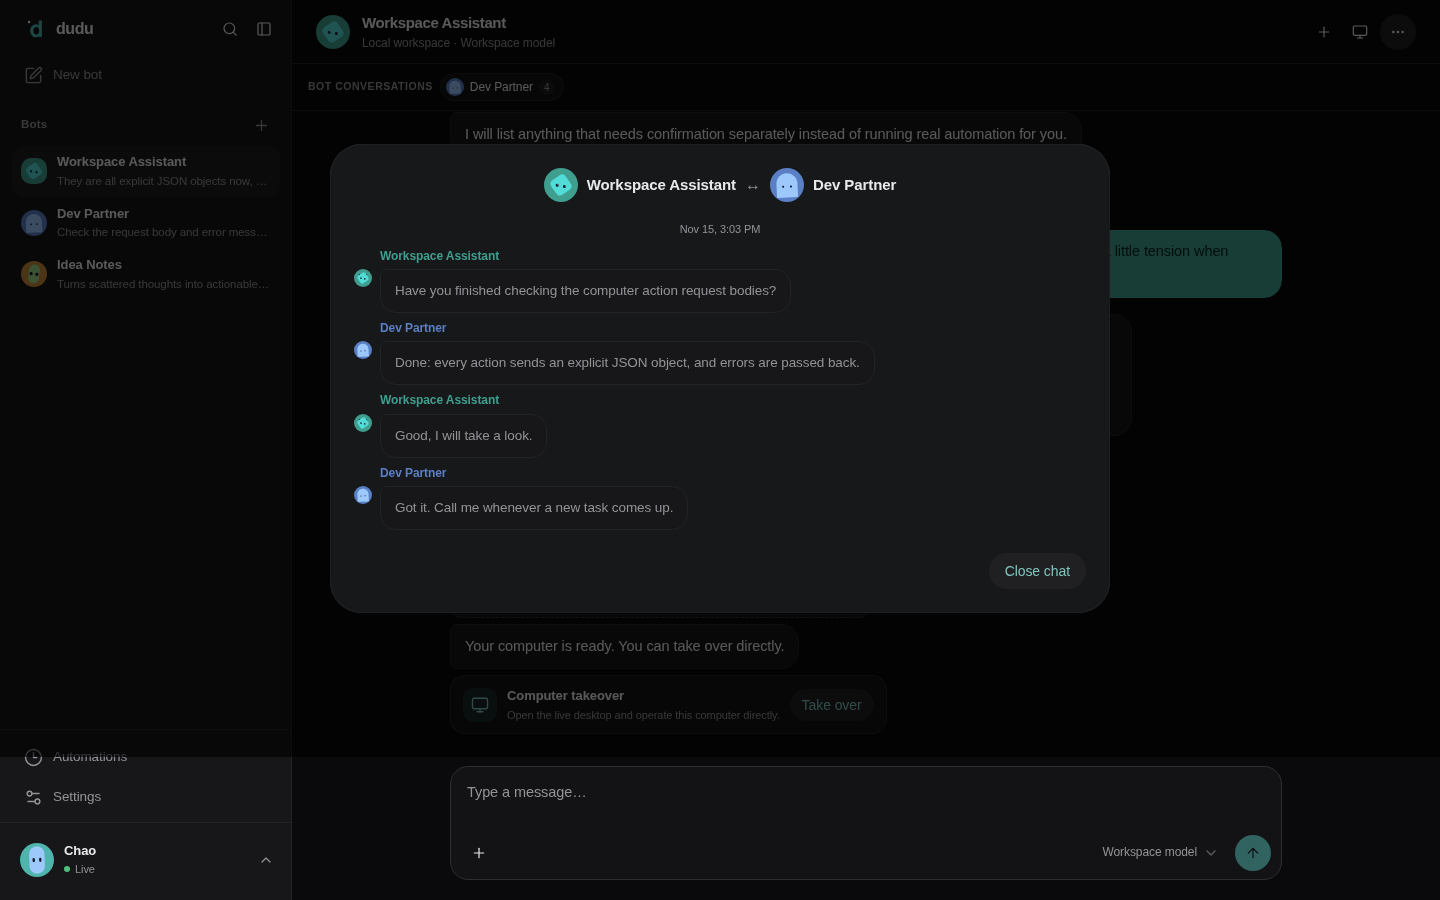 dudu
New bot
Bots
Workspace Assistant
They are all explicit JSON objects now, …
Dev Partner
Check the request body and error mess…
Idea Notes
Turns scattered thoughts into actionable…
Automations
Settings
Chao
Live
Workspace Assistant
Local workspace · Workspace model
BOT CONVERSATIONS
Dev Partner 4
I will list anything that needs confirmation separately instead of running real automation for you.
little tension when
Workspace Assistant ↔ Dev Partner
Nov 15, 3:03 PM
Workspace Assistant
Have you finished checking the computer action request bodies?
Dev Partner
Done: every action sends an explicit JSON object, and errors are passed back.
Workspace Assistant
Good, I will take a look.
Dev Partner
Got it. Call me whenever a new task comes up.
Close chat
Your computer is ready. You can take over directly.
Computer takeover
Open the live desktop and operate this computer directly.
Take over
Type a message…
Workspace model